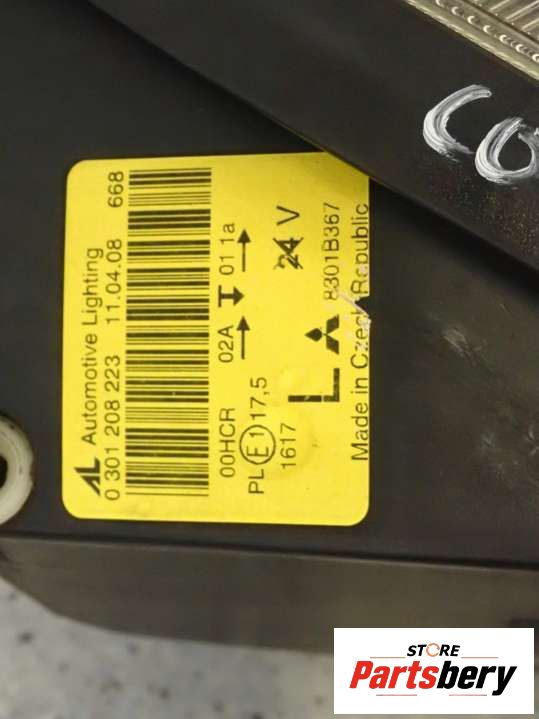 AL Automotive Lighting
0 301 208 223 11.04.08 668
00HCR 02A 01 1a
PL E1 17,5
1617 24 V
L 8301B367
Made in Czech Republic
STORE
Partsbery